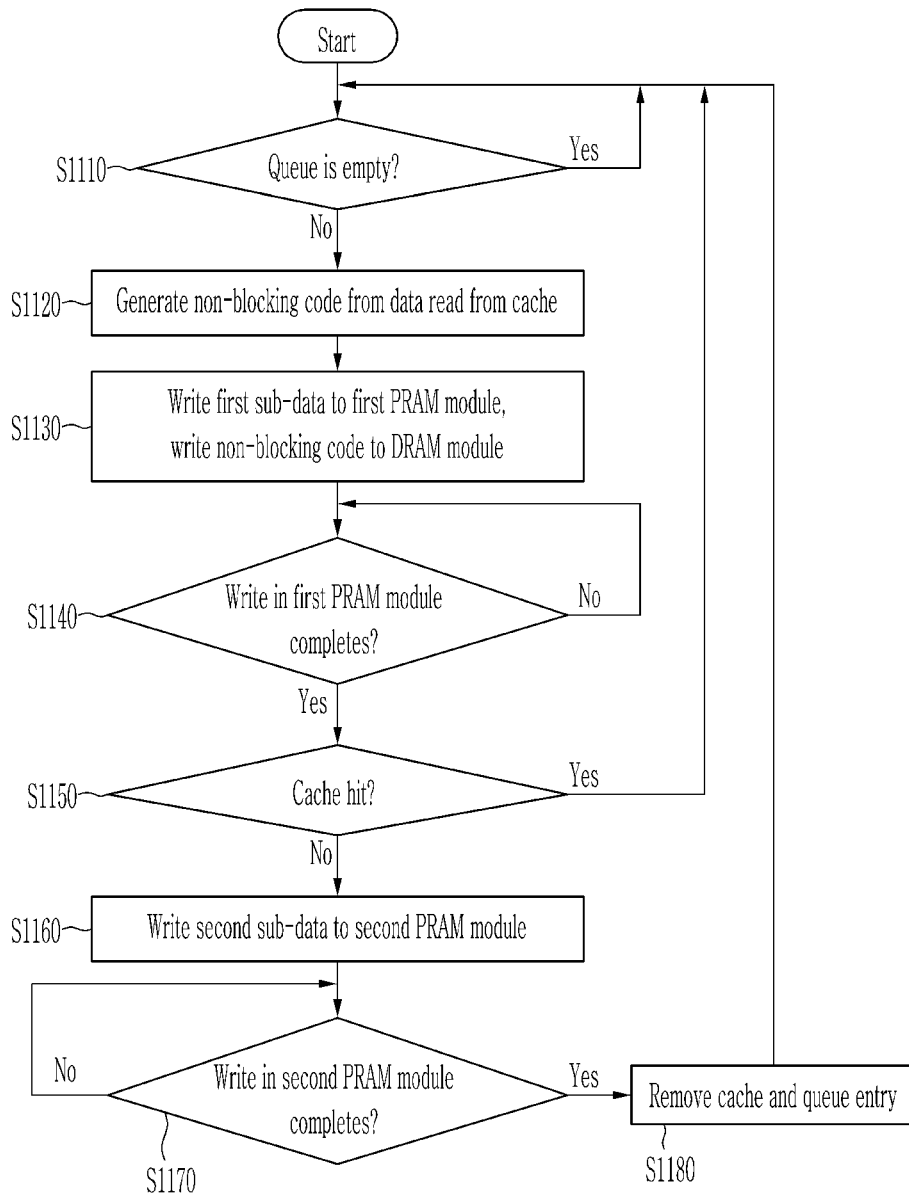 Start
S1110
Queue is empty?
Yes
No
S1120
Generate non-blocking code from data read from cache
S1130
Write first sub-data to first PRAM module,
write non-blocking code to DRAM module
S1140
Write in first PRAM module
completes?
No
Yes
S1150
Cache hit?
Yes
No
S1160
Write second sub-data to second PRAM module
No
Write in second PRAM module
completes?
Yes
Remove cache and queue entry
S1170
S1180